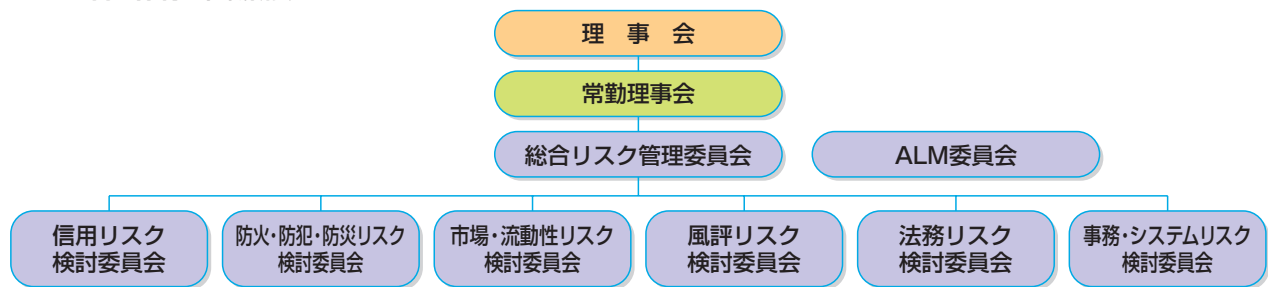 理 事 会
常勤理事会
総合リスク管理委員会
ALM委員会
信用リスク
検討委員会
防火・防犯・防災リスク
検討委員会
市場・流動性リスク
検討委員会
風評リスク
検討委員会
法務リスク
検討委員会
事務・システムリスク
検討委員会